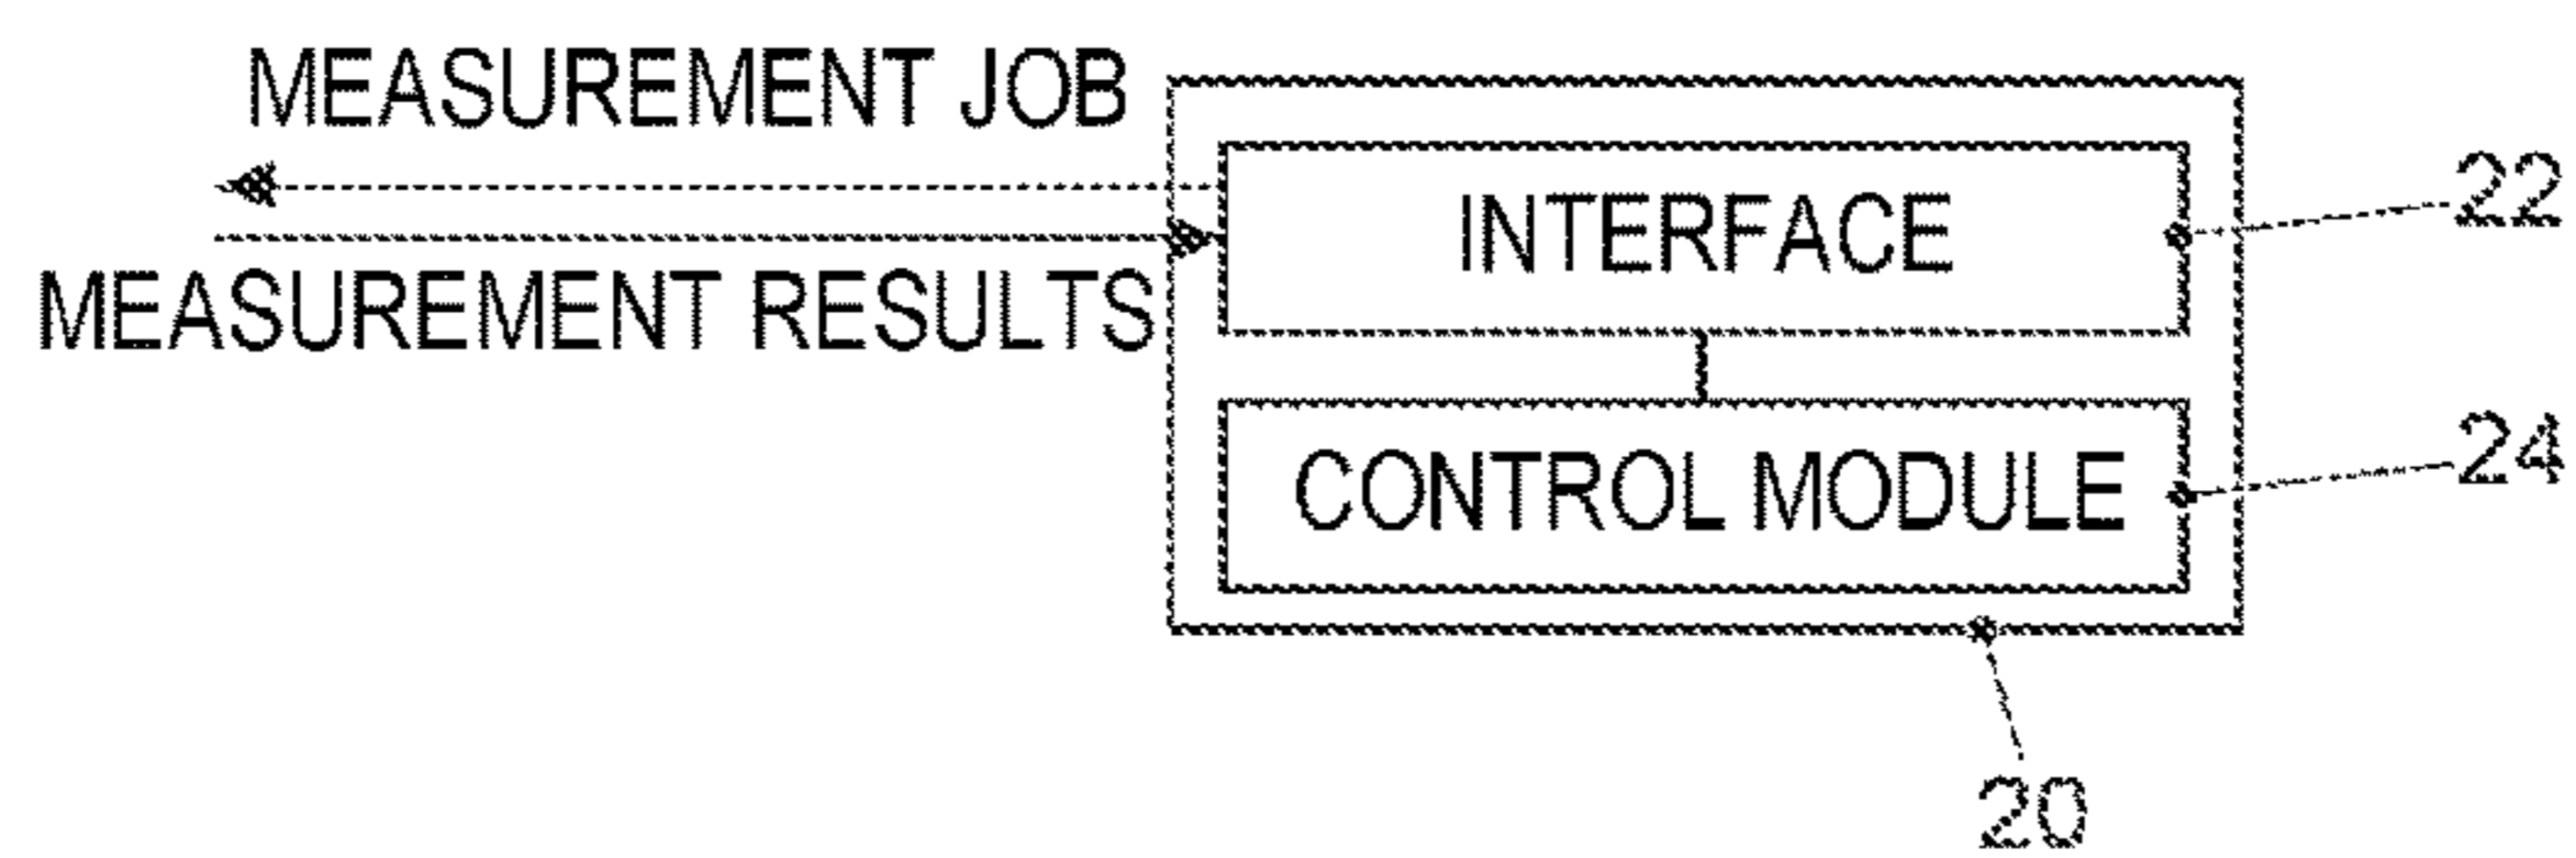 MEASUREMENT JOB
INTERFACE
22
MEASUREMENT RESULTS
CONTROL MODULE
24
20